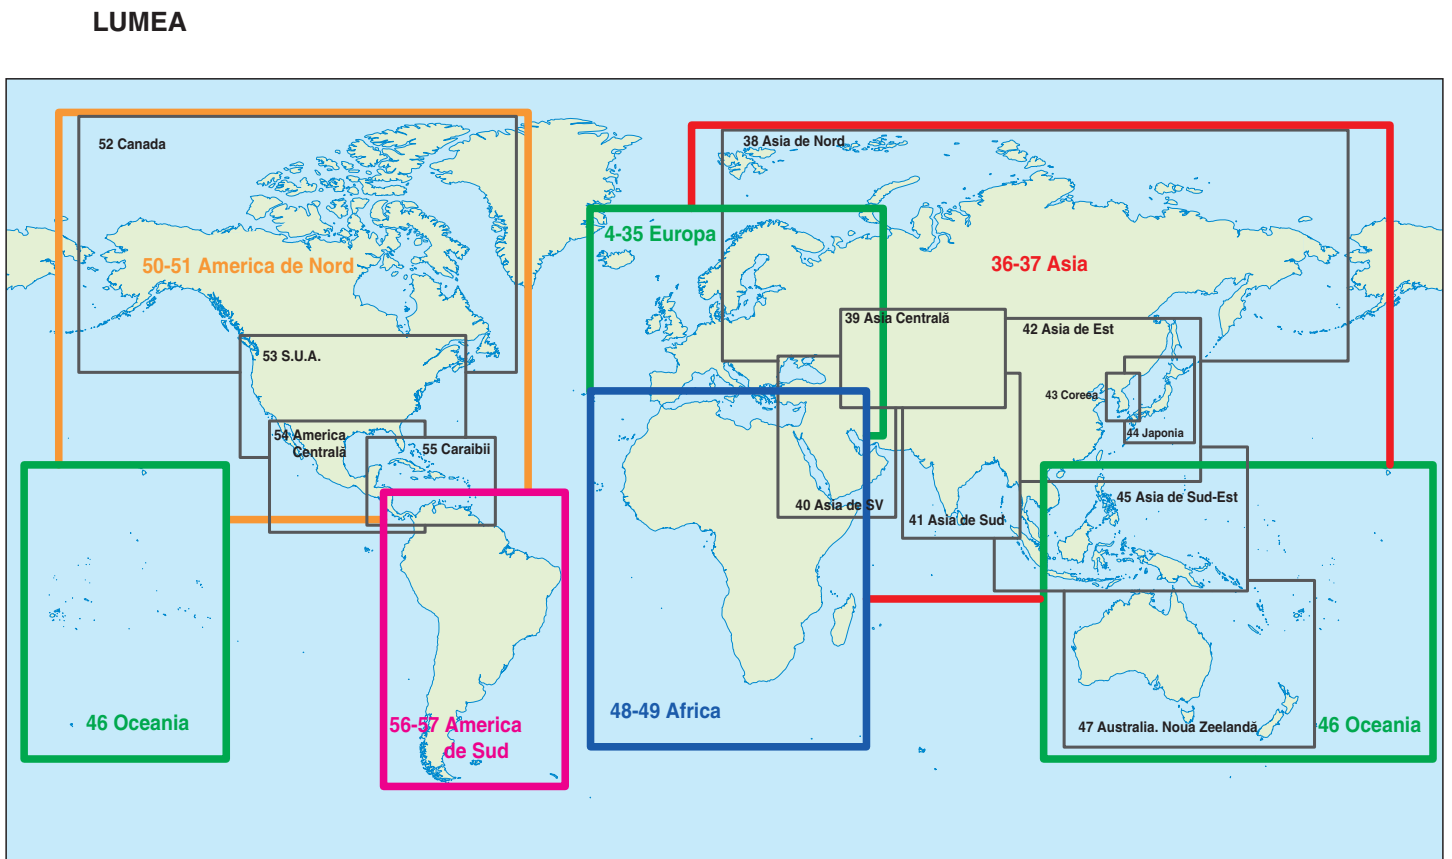 LUMEA
52 Canada
38 Asia de Nord
4-35 Europa
50-51 America de Nord
36-37 Asia
39 Asia Centrală
42 Asia de Est
53 S.U.A.
43 Coreea
44 Japonia
54 America
Centrală
55 Caraibii
40 Asia de SV
41 Asia de Sud
45 Asia de Sud-Est
46 Oceania
56-57 America
de Sud
48-49 Africa
47 Australia. Noua Zeelandă
46 Oceania